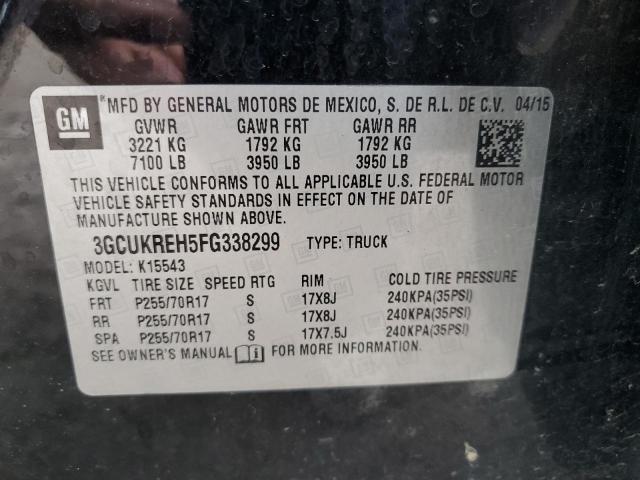 GM *MFD BY GENERAL MOTORS DE MEXICO, S. DE R.L. DE C.V. 04/15
GVWR GAWR FRT GAWR RR
3221 KG 1792 KG 1792 KG
7100 LB 3950 LB 3950 LB
THIS VEHICLE CONFORMS TO ALL APPLICABLE U.S. FEDERAL MOTOR
VEHICLE SAFETY STANDARDS IN EFFECT ON THE DATE OF
MANUFACTURE SHOWN ABOVE.
3GCUKREH5FG338299 TYPE: TRUCK
MODEL: K15543
KGVL TIRE SIZE SPEED RTG RIM COLD TIRE PRESSURE
FRT P255/70R17 S 17X8J 240KPA(35PSI)
RR P255/70R17 S 17X8J 240KPA(35PSI)
SPA P255/70R17 S 17X7.5J 240KPA(35PSI)
SEE OWNER'S MANUAL FOR MORE INFORMATION.